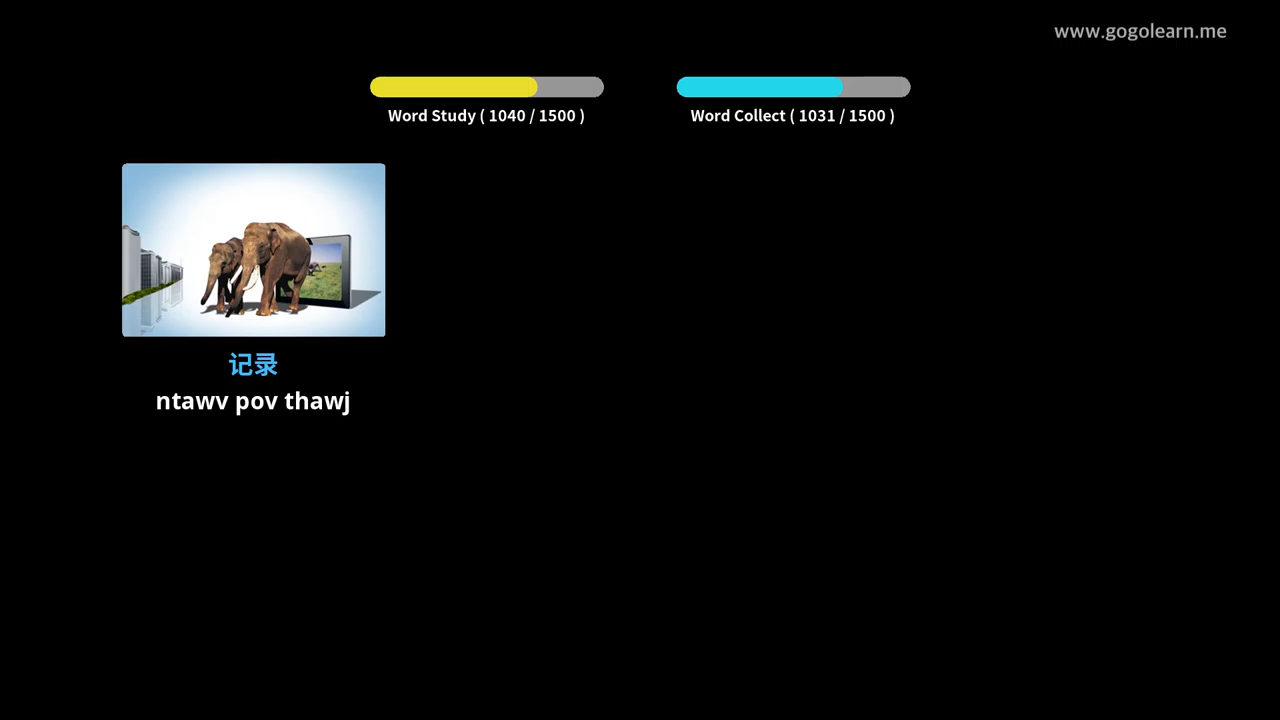 www.gogolearn.me
Word Study ( 1040 / 1500 )
Word Collect ( 1031 / 1500 )
记录
ntawv pov thawj